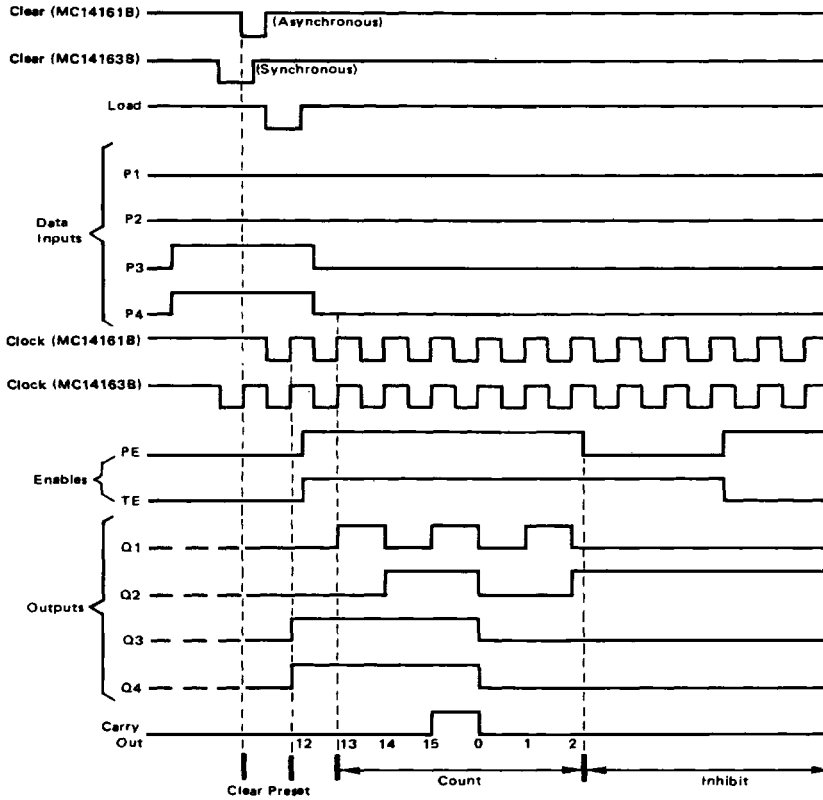 Clear (MC14161B)
(Asynchronous)
Clear (MC14163B)
(Synchronous)
Load
P1
P2
Data
Inputs
P3
P4
Clock (MC14161B)
Clock (MC14163B)
PE
Enables
TE
Q1
Q2
Outputs
Q3
Q4
Carry
Out
12 13 14 15 0 1 2
Clear Preset
Count
Inhibit